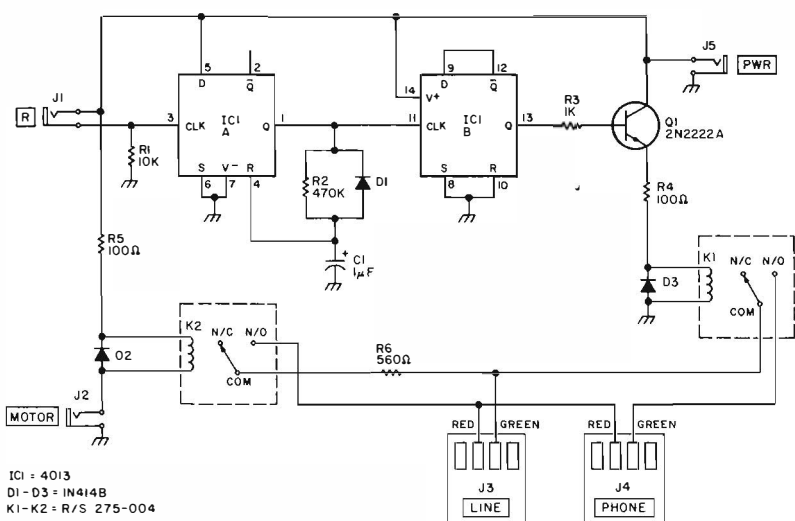 J1
R
R1
10K
5
D
2
Q̅
3
CLK
IC1
A
Q
1
S
V-
R
6
7
4
R2
470K
D1
C1
+
1µF
14
V+
9
D
12
Q̅
11
CLK
IC1
B
Q
13
S
R
8
10
R3
1K
Q1
2N2222A
J5
PWR
R4
100Ω
D3
K1
N/C
N/O
COM
R5
100Ω
D2
K2
N/C
N/O
COM
R6
560Ω
J2
MOTOR
RED
GREEN
J3
LINE
RED
GREEN
J4
PHONE
IC1 = 4013
D1-D3 = 1N4148
K1-K2 = R/S 275-004